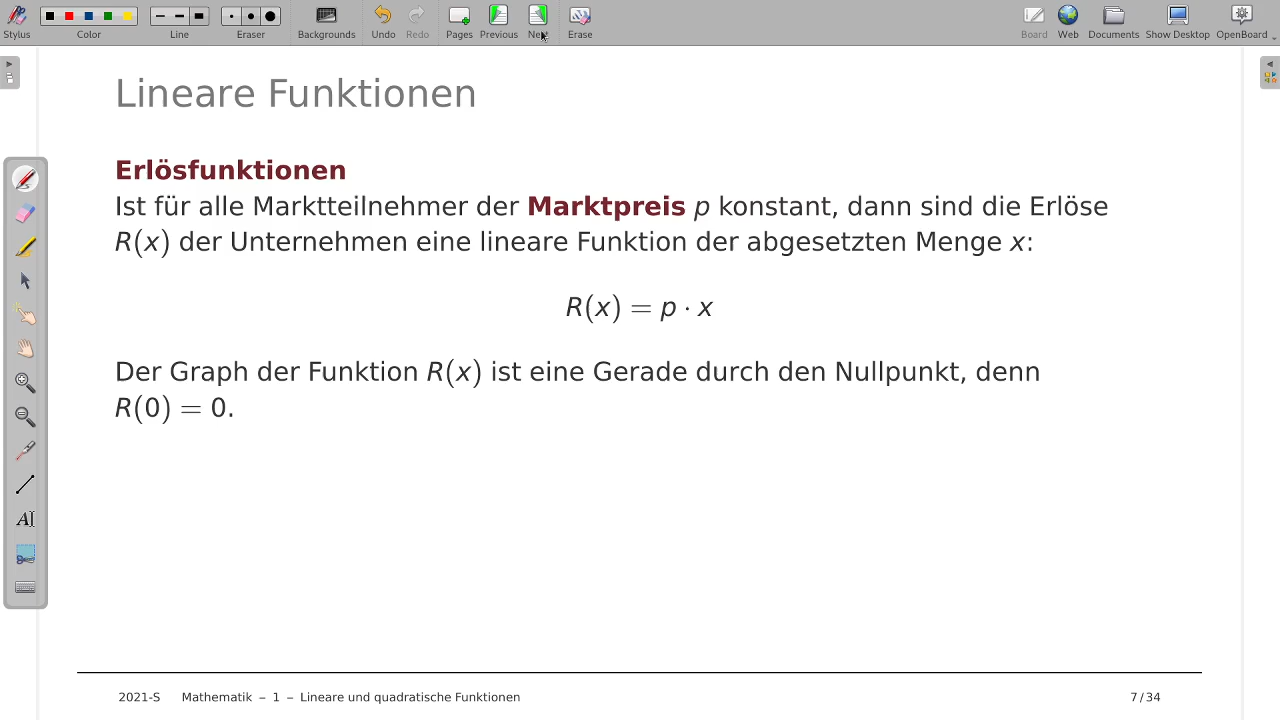 Stylus Color Line Eraser Backgrounds Undo Redo Pages Previous Next Erase Board Web Documents Show Desktop OpenBoard
Lineare Funktionen
Erlösfunktionen
Ist für alle Marktteilnehmer der Marktpreis p konstant, dann sind die Erlöse
R(x) der Unternehmen eine lineare Funktion der abgesetzten Menge x:
R(x) = p · x
Der Graph der Funktion R(x) ist eine Gerade durch den Nullpunkt, denn
R(0) = 0.
2021-S Mathematik – 1 – Lineare und quadratische Funktionen 7 / 34